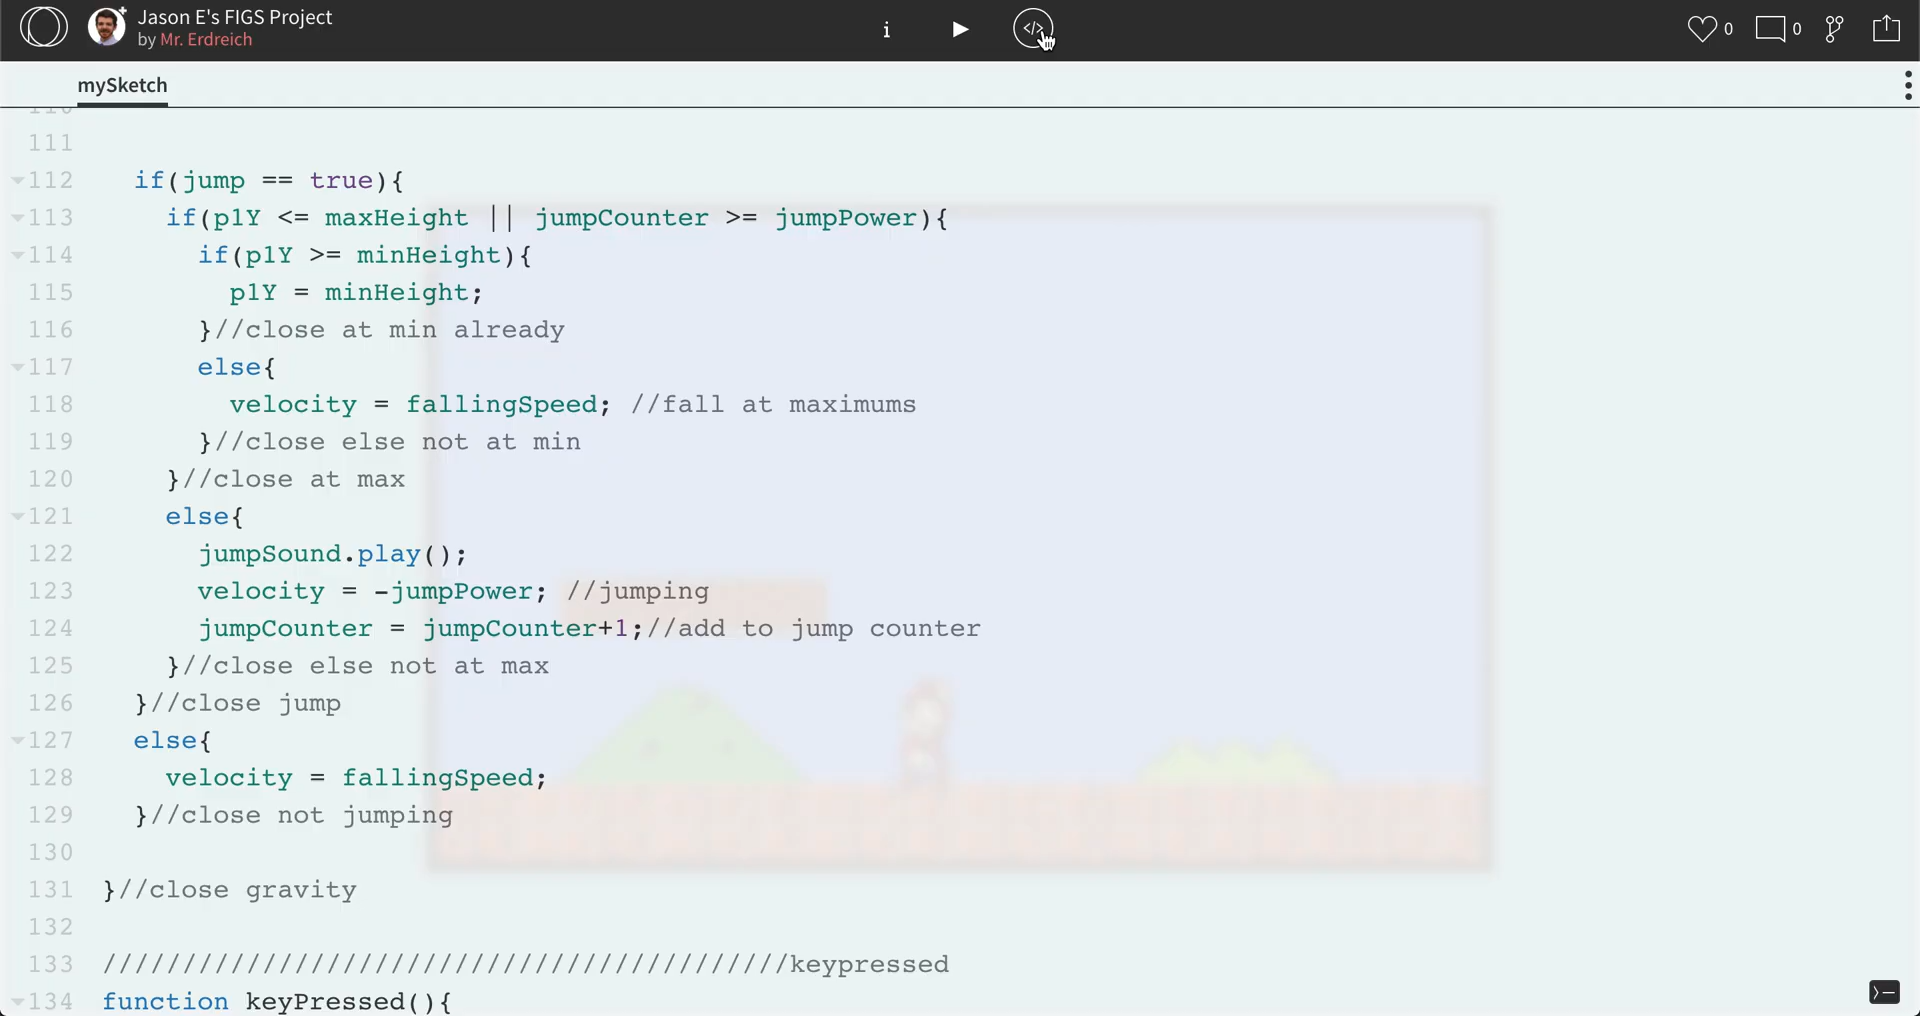 Jason E's FIGS Project
by Mr. Erdreich
i
</>
0
0
mySketch
111
112 if(jump == true){
113 if(p1Y <= maxHeight || jumpCounter >= jumpPower){
114 if(p1Y >= minHeight){
115 p1Y = minHeight;
116 }//close at min already
117 else{
118 velocity = fallingSpeed; //fall at maximums
119 }//close else not at min
120 }//close at max
121 else{
122 jumpSound.play();
123 velocity = -jumpPower; //jumping
124 jumpCounter = jumpCounter+1;//add to jump counter
125 }//close else not at max
126 }//close jump
127 else{
128 velocity = fallingSpeed;
129 }//close not jumping
130
131 }//close gravity
132
133 ///////////////////////////////////////////keypressed
134 function keyPressed(){